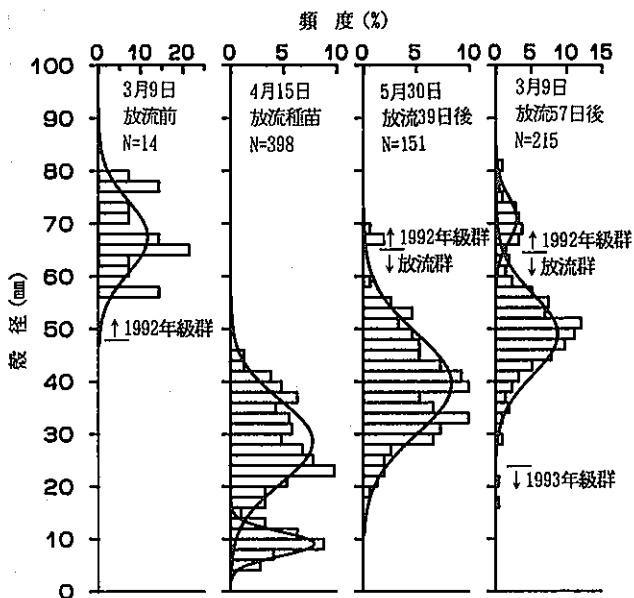 頻 度 (%)
0 10 20
0 5 10
0 5 10
0 5 10 15
100
90
80
70
60
50
40
30
20
10
0
殻 径 (mm)
3月9日
放流前
N=14
↑1992年級群
4月15日
放流種苗
N=398
5月30日
放流39日後
N=151
↑1992年級群
↓放流群
3月9日
放流57日後
N=215
↑1992年級群
↓放流群
↓1993年級群